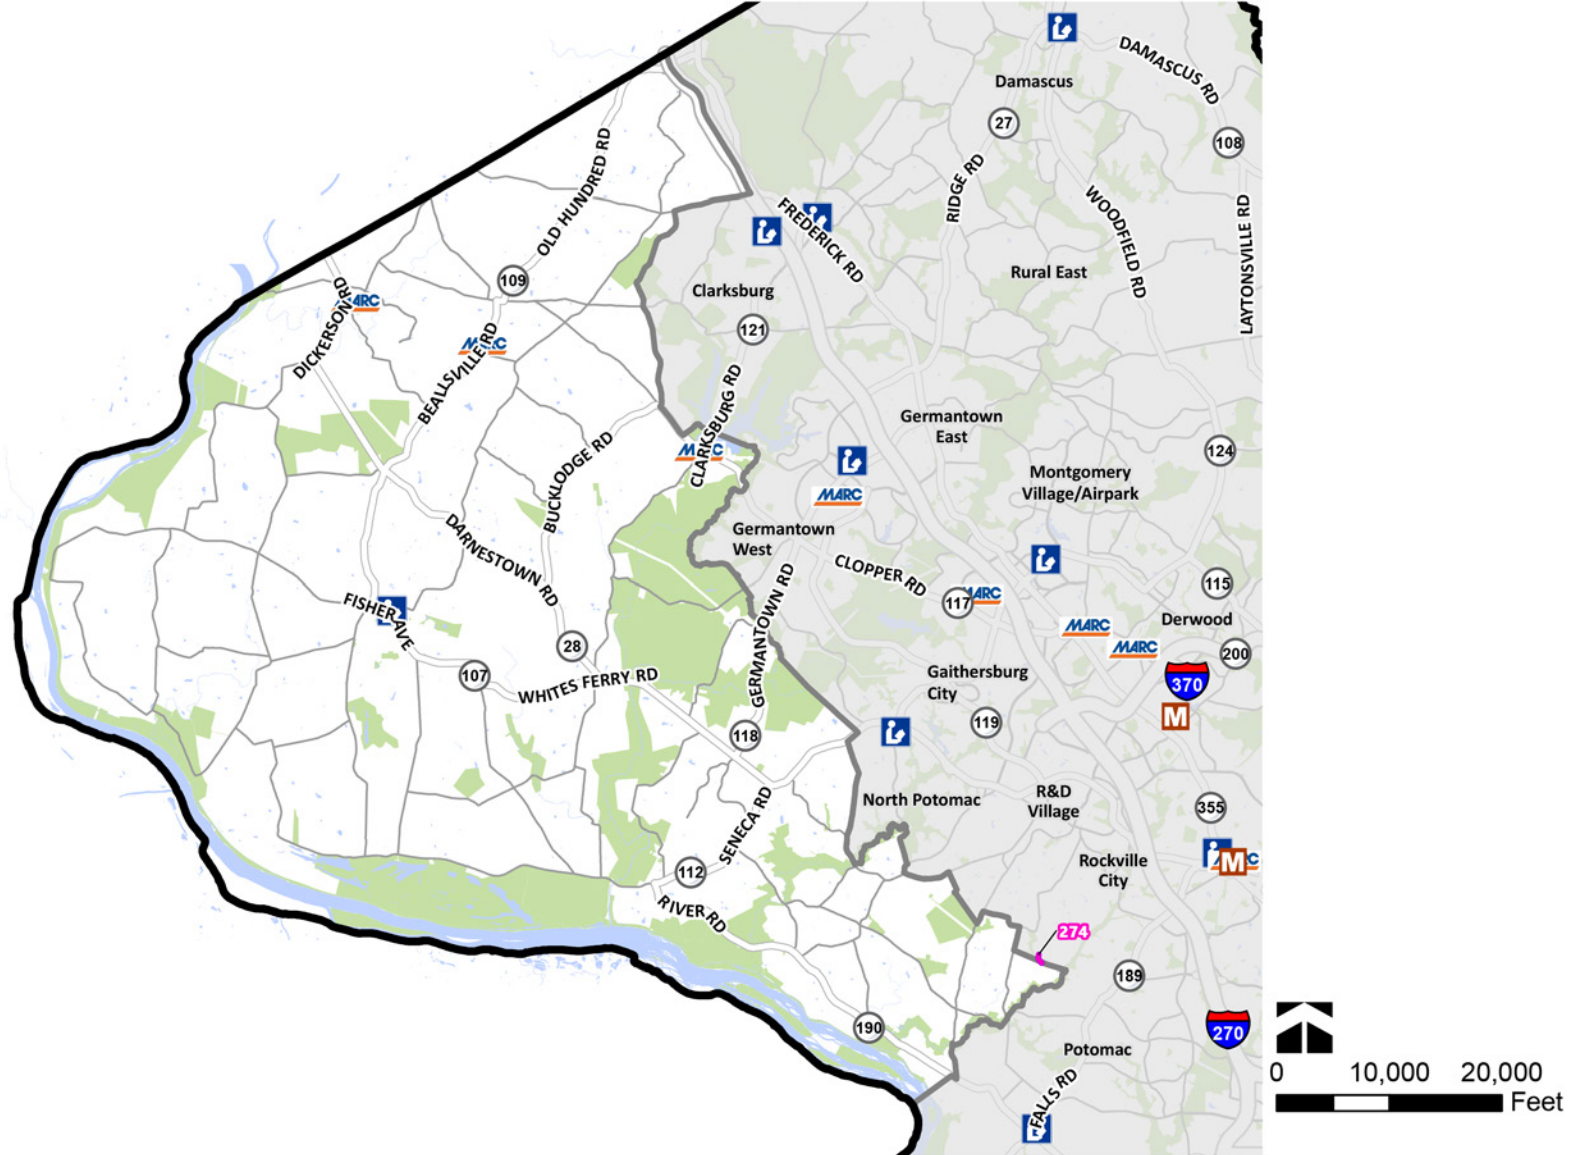 DAMASCUS RD
Damascus
27
108
OLD HUNDRED RD
RIDGE RD
WOODFIELD RD
LAYTONSVILLE RD
FREDERICK RD
Rural East
109
Clarksburg
DICKERSON RD
MARC
121
MARC
BEALLSVILLE RD
CLARKSBURG RD
Germantown
East
124
BUCKLODGE RD
MARC
Montgomery
Village/Airpark
MARC
Germantown
West
DARNESTOWN RD
CLOPPER RD
115
117
MARC
FISHER AVE
GERMANTOWN RD
MARC
Derwood
MARC
200
28
107
WHITES FERRY RD
Gaithersburg
City
370
M
119
118
North Potomac
R&D
Village
355
SENECA RD
112
Rockville
City
MARC
M
RIVER RD
274
189
190
270
Potomac
FALLS RD
0 10,000 20,000
Feet